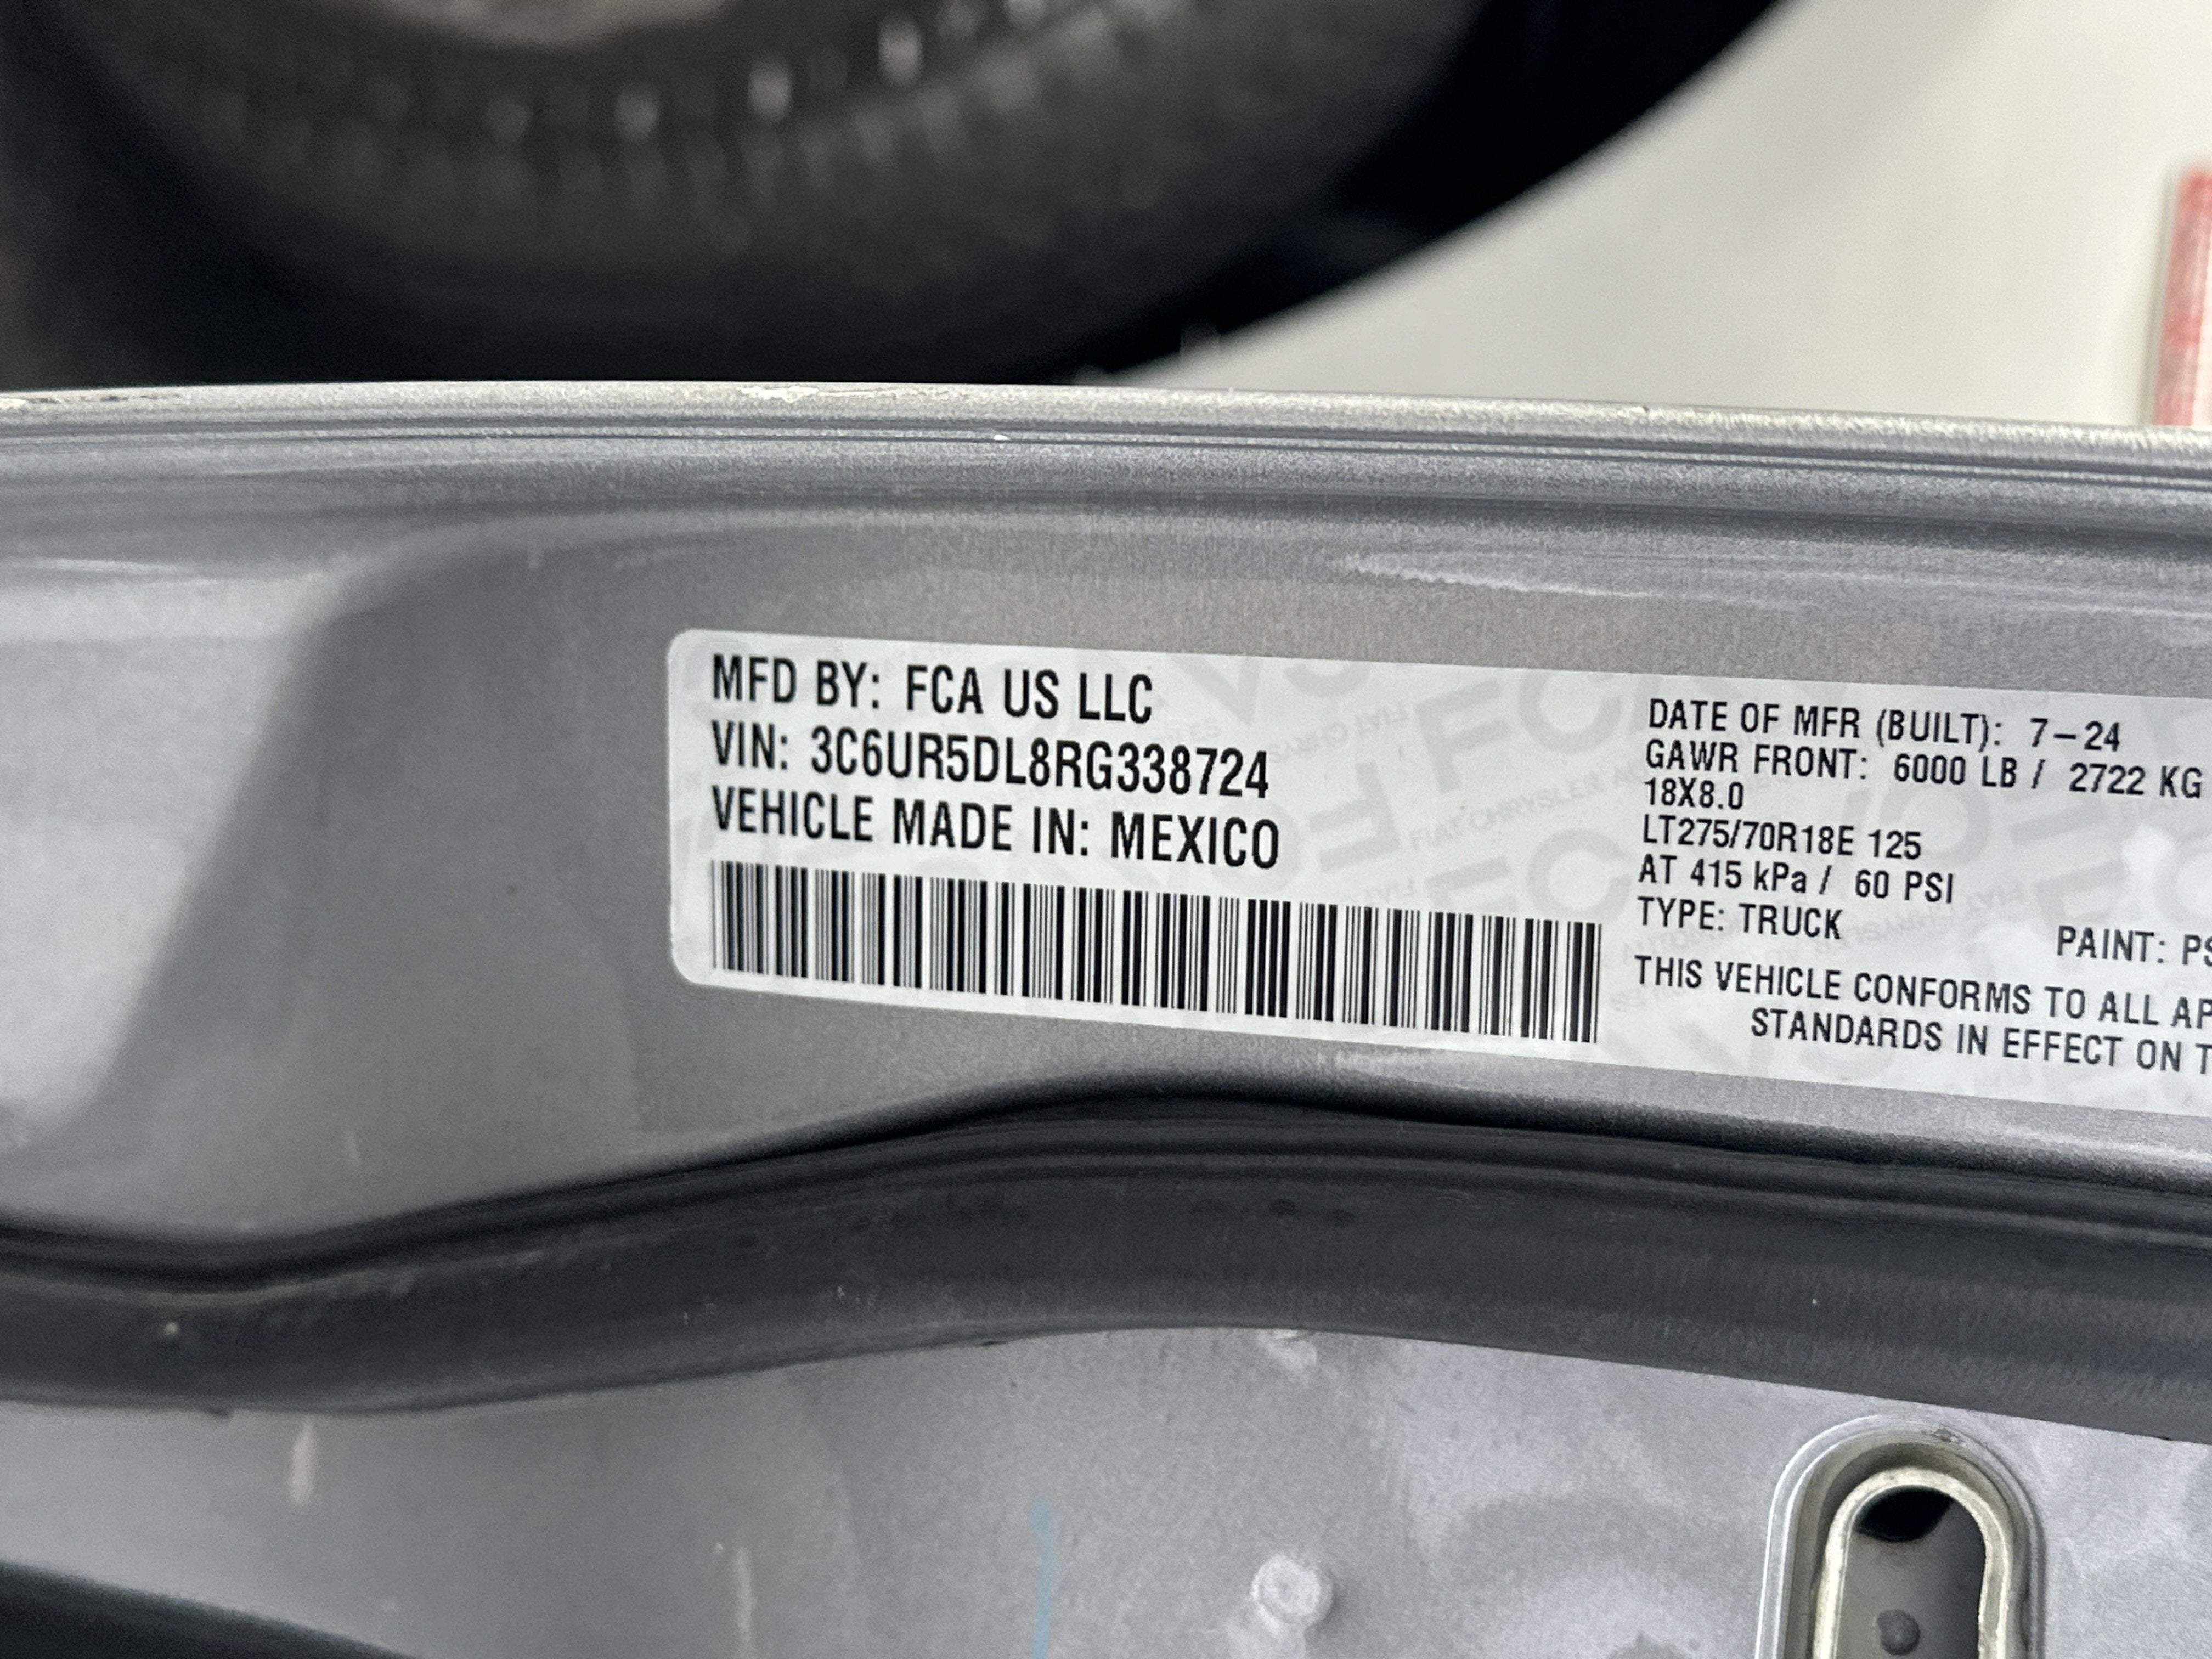 MFD BY: FCA US LLC
VIN: 3C6UR5DL8RG338724
VEHICLE MADE IN: MEXICO
DATE OF MFR (BUILT): 7-24
GAWR FRONT: 6000 LB / 2722 KG
18X8.0
LT275/70R18E 125
AT 415 kPa / 60 PSI
TYPE: TRUCK
PAINT: PS
THIS VEHICLE CONFORMS TO ALL AP
STANDARDS IN EFFECT ON T